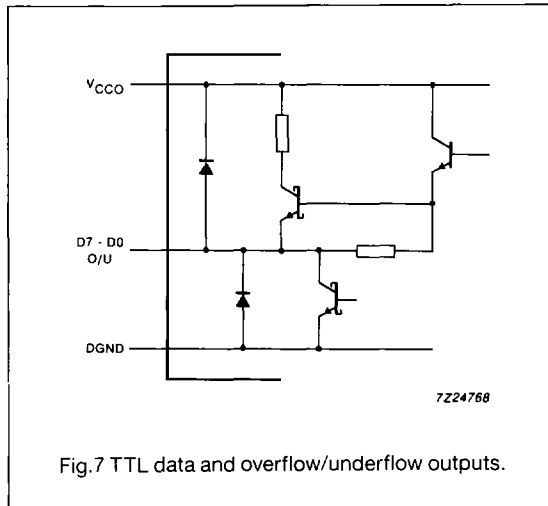 VCCO
D7 - D0
O/U
DGND
7Z24768
Fig.7 TTL data and overflow/underflow outputs.